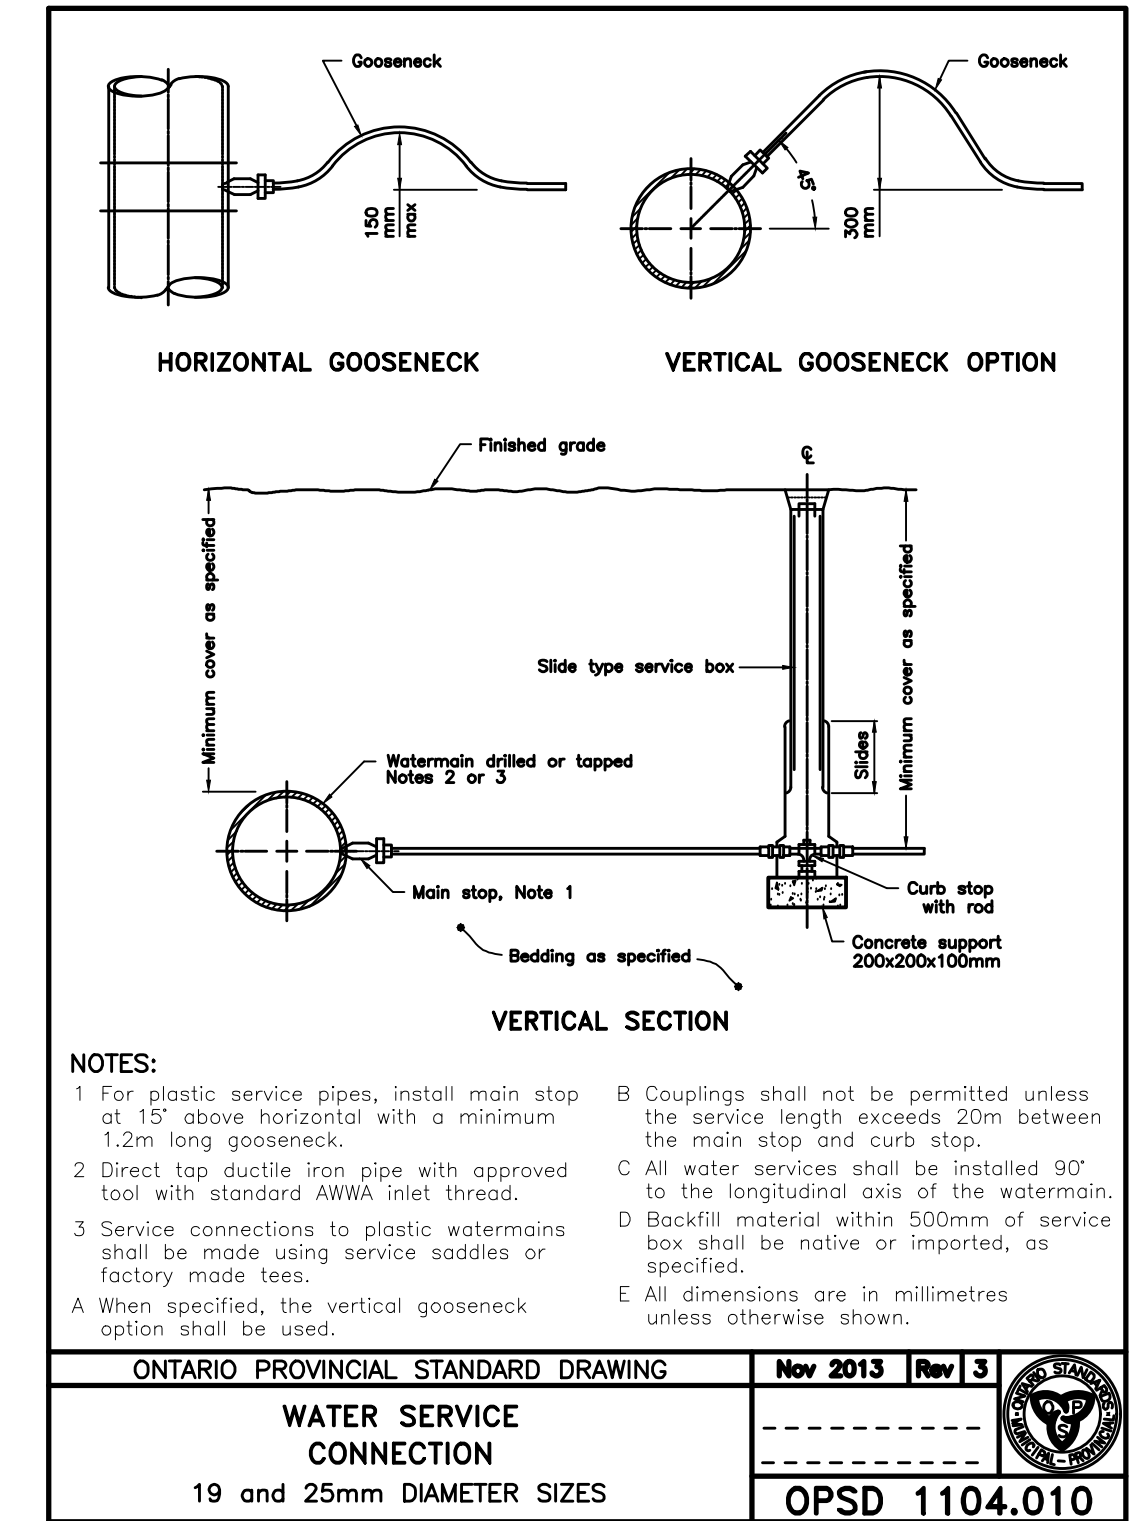 Gooseneck
150
mm
max
HORIZONTAL GOOSENECK
Gooseneck
45°
300
mm
VERTICAL GOOSENECK OPTION
Finished grade
℄
Minimum cover as specified
Slide type service box
Minimum cover as specified
Slides
Watermain drilled or tapped
Notes 2 or 3
Main stop, Note 1
Curb stop
with rod
Bedding as specified
Concrete support
200x200x100mm
VERTICAL SECTION
NOTES:
1 For plastic service pipes, install main stop
at 15° above horizontal with a minimum
1.2m long gooseneck.
2 Direct tap ductile iron pipe with approved
tool with standard AWWA inlet thread.
3 Service connections to plastic watermains
shall be made using service saddles or
factory made tees.
A When specified, the vertical gooseneck
option shall be used.
B Couplings shall not be permitted unless
the service length exceeds 20m between
the main stop and curb stop.
C All water services shall be installed 90°
to the longitudinal axis of the watermain.
D Backfill material within 500mm of service
box shall be native or imported, as
specified.
E All dimensions are in millimetres
unless otherwise shown.
ONTARIO PROVINCIAL STANDARD DRAWING
Nov 2013 Rev 3
WATER SERVICE
CONNECTION
19 and 25mm DIAMETER SIZES
ONTARIO STANDARDS
MUNICIPAL-PROVINCIAL
O P
S
OPSD 1104.010